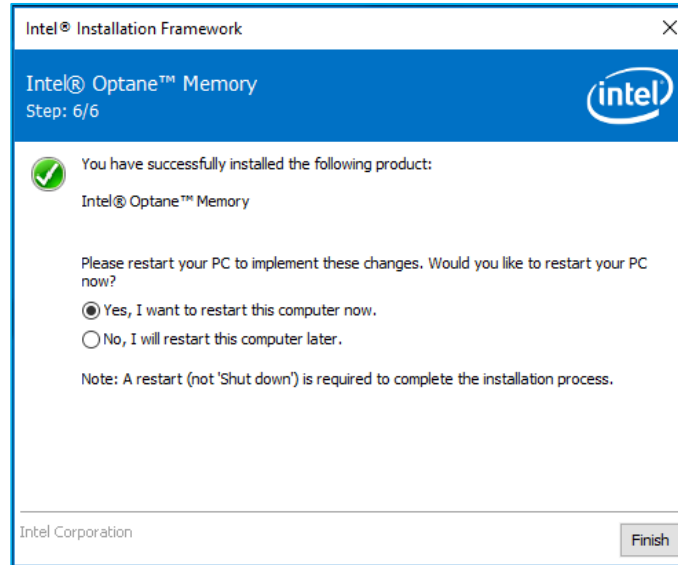 Intel® Installation Framework
Intel® Optane™ Memory
Step: 6/6
intel
You have successfully installed the following product:
Intel® Optane™ Memory
Please restart your PC to implement these changes. Would you like to restart your PC
now?
Yes, I want to restart this computer now.
No, I will restart this computer later.
Note: A restart (not 'Shut down') is required to complete the installation process.
Intel Corporation
Finish